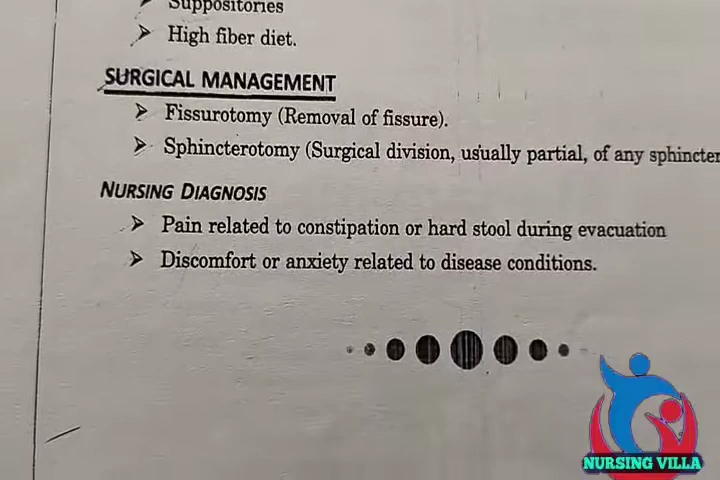 Suppositories
➢ High fiber diet.
SURGICAL MANAGEMENT
➢ Fissurotomy (Removal of fissure).
➢ Sphincterotomy (Surgical division, usually partial, of any sphincter
NURSING DIAGNOSIS
➢ Pain related to constipation or hard stool during evacuation
➢ Discomfort or anxiety related to disease conditions.
NURSING VILLA